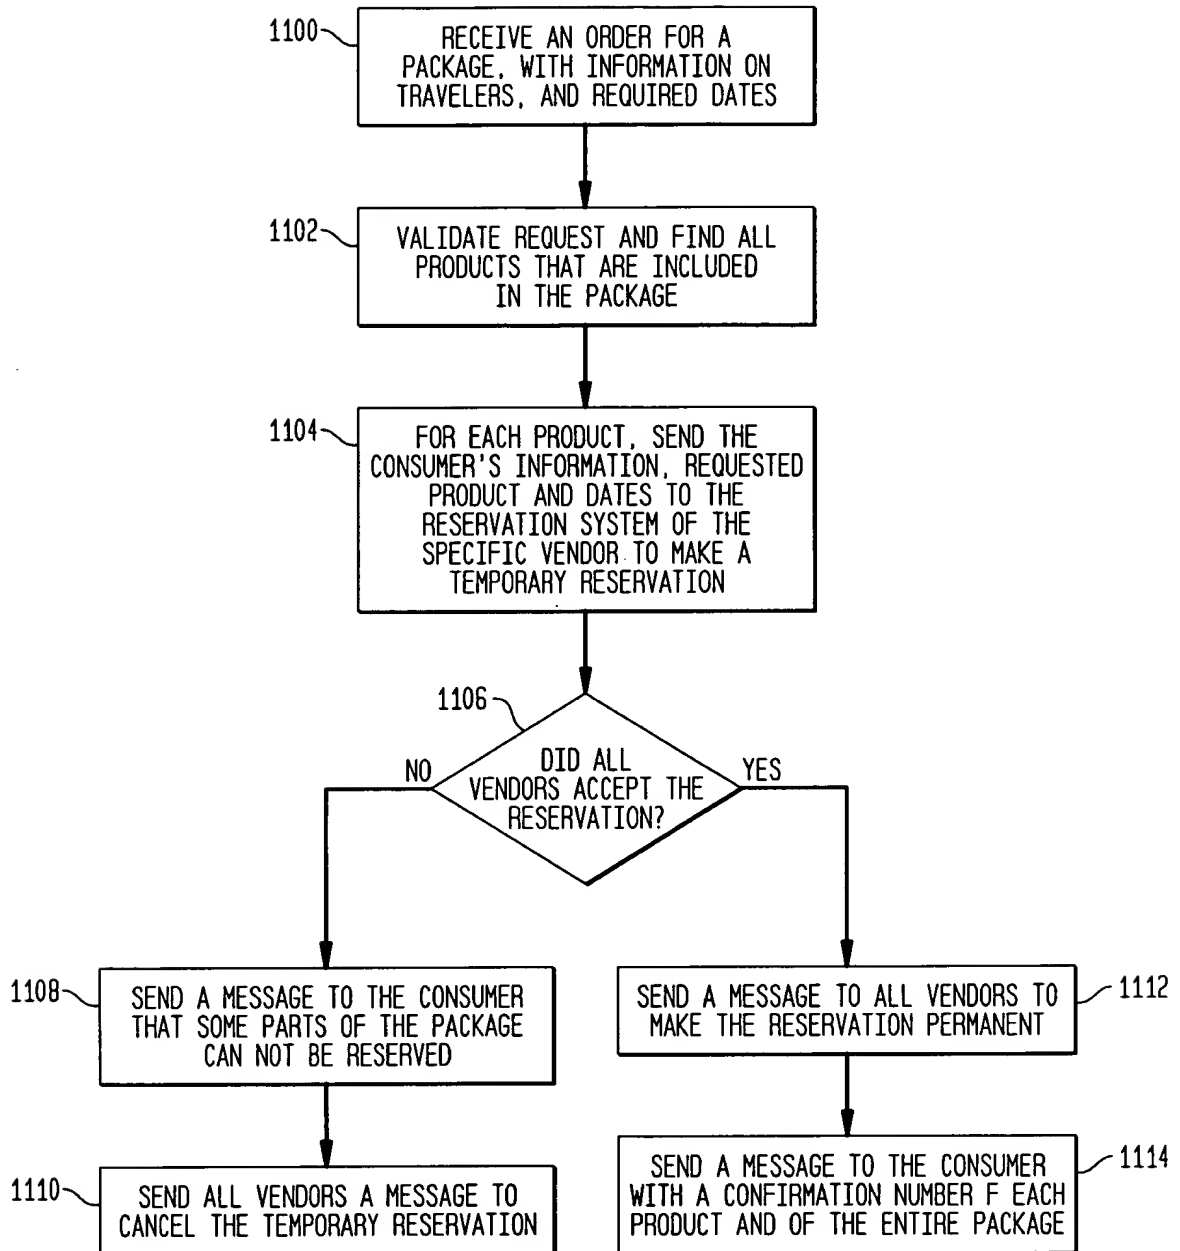 1100
RECEIVE AN ORDER FOR A
PACKAGE, WITH INFORMATION ON
TRAVELERS, AND REQUIRED DATES
1102
VALIDATE REQUEST AND FIND ALL
PRODUCTS THAT ARE INCLUDED
IN THE PACKAGE
1104
FOR EACH PRODUCT, SEND THE
CONSUMER'S INFORMATION, REQUESTED
PRODUCT AND DATES TO THE
RESERVATION SYSTEM OF THE
SPECIFIC VENDOR TO MAKE A
TEMPORARY RESERVATION
1106
DID ALL
VENDORS ACCEPT THE
RESERVATION?
NO
YES
1108
SEND A MESSAGE TO THE CONSUMER
THAT SOME PARTS OF THE PACKAGE
CAN NOT BE RESERVED
1112
SEND A MESSAGE TO ALL VENDORS TO
MAKE THE RESERVATION PERMANENT
1110
SEND ALL VENDORS A MESSAGE TO
CANCEL THE TEMPORARY RESERVATION
1114
SEND A MESSAGE TO THE CONSUMER
WITH A CONFIRMATION NUMBER F EACH
PRODUCT AND OF THE ENTIRE PACKAGE